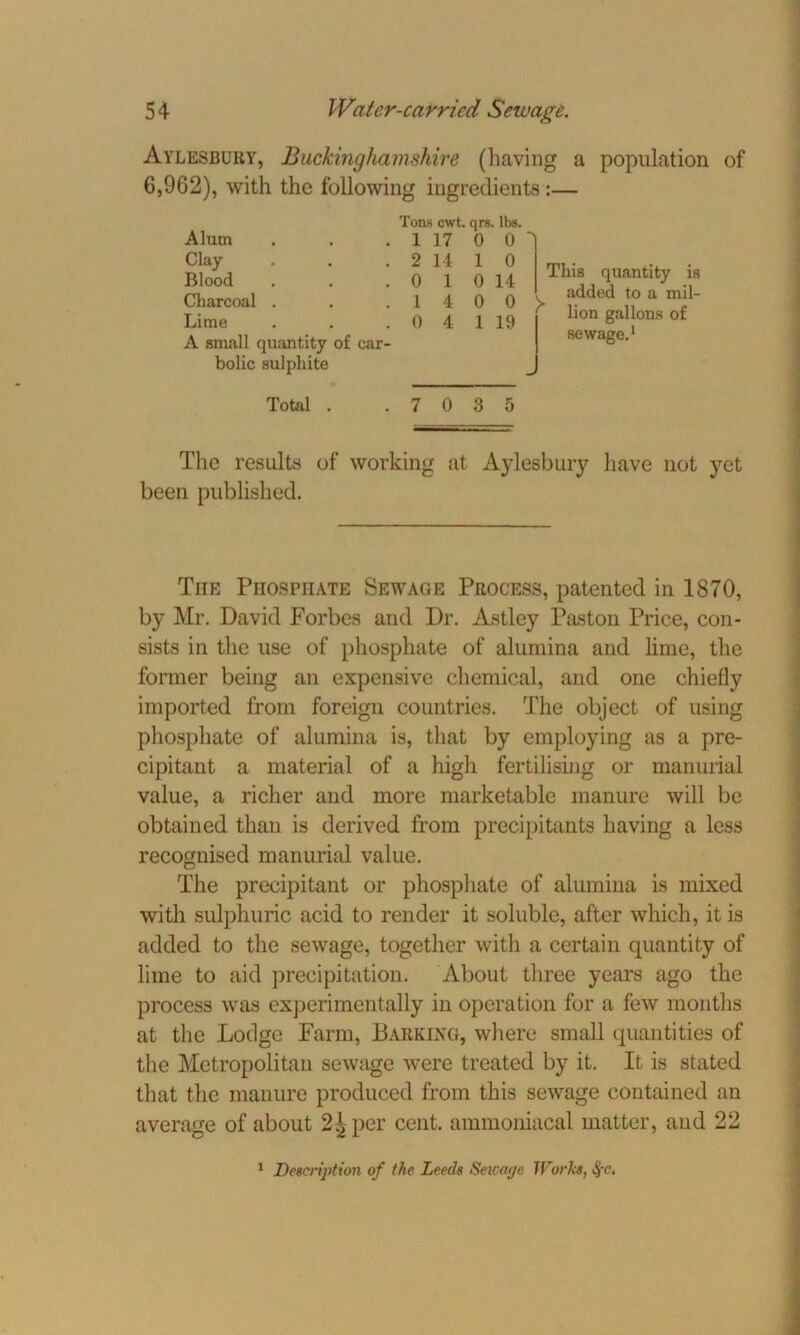 54 Water-carried Sewage.
Aylesbury, Buckinghamshire (having a population of
6,962), with the following ingredients :—
Tons cwt. qrs. lbs.
Alum . . . 1 17 0 0
Clay . . . 2 14 1 0
Blood . . . 0 1 0 14
Charcoal . . . 1 4 0 0
Lime . . . 0 4 1 19
A small quantity of car-
bolic sulphite
This quantity is
added to a mil-
lion gallons of
sewage.¹
Total . . 7 0 3 5
The results of working at Aylesbury have not yet
been published.
The Phosphate Sewage Process, patented in 1870,
by Mr. David Forbes and Dr. Astley Paston Price, con-
sists in the use of phosphate of alumina and lime, the
former being an expensive chemical, and one chiefly
imported from foreign countries. The object of using
phosphate of alumina is, that by employing as a pre-
cipitant a material of a high fertilising or manurial
value, a richer and more marketable manure will be
obtained than is derived from precipitants having a less
recognised manurial value.
The precipitant or phosphate of alumina is mixed
with sulphuric acid to render it soluble, after which, it is
added to the sewage, together with a certain quantity of
lime to aid precipitation. About three years ago the
process was experimentally in operation for a few months
at the Lodge Farm, Barking, where small quantities of
the Metropolitan sewage were treated by it. It is stated
that the manure produced from this sewage contained an
average of about 2½ per cent. ammoniacal matter, and 22
¹ Description of the Leeds Sewage Works, &c.